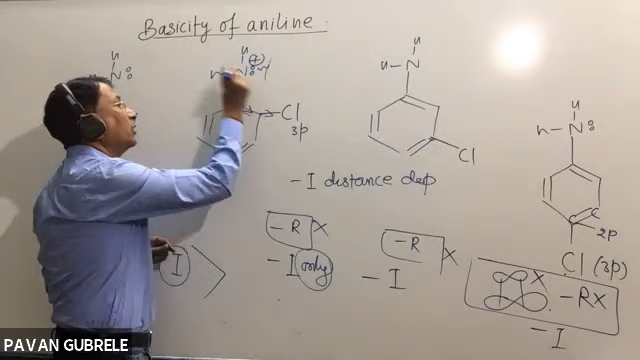 Basicity of aniline
H
N
H
H - N
H - N
H
N
Cl
3p
Cl
H
H - N
- I distance dep
- R x
- I only
- R x
- I
I
>
c
2p
Cl (3p)
x - R x
- I
PAVAN GUBRELE